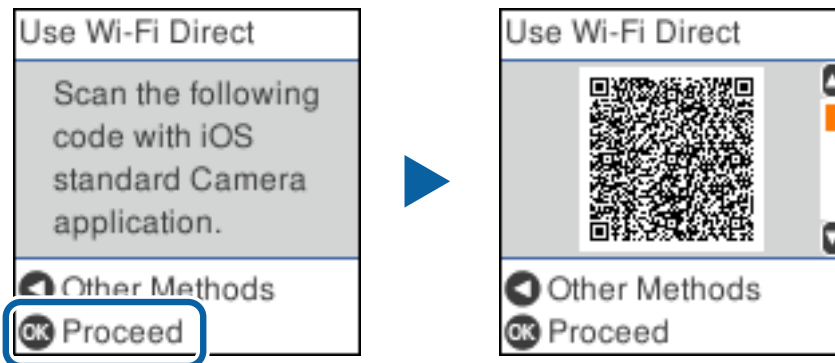 Use Wi-Fi Direct
Scan the following
code with iOS
standard Camera
application.
Other Methods
OK Proceed
Use Wi-Fi Direct
Other Methods
OK Proceed